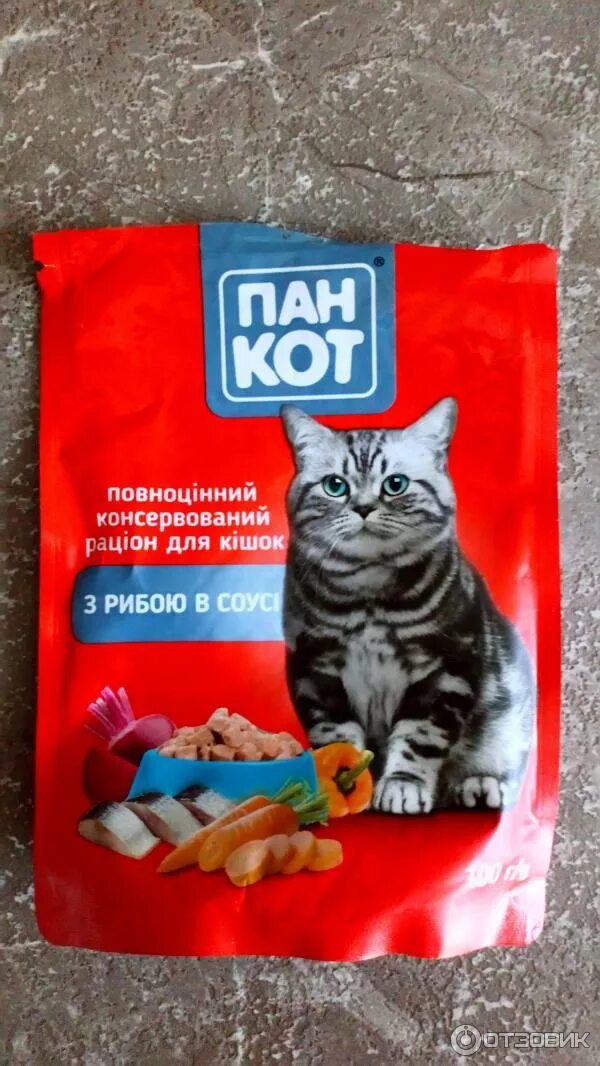 ПАН
КОТ®
повноцінний
консервований
раціон для кішок
З РИБОЮ В СОУСІ
100 г/g
ОТЗОВИК